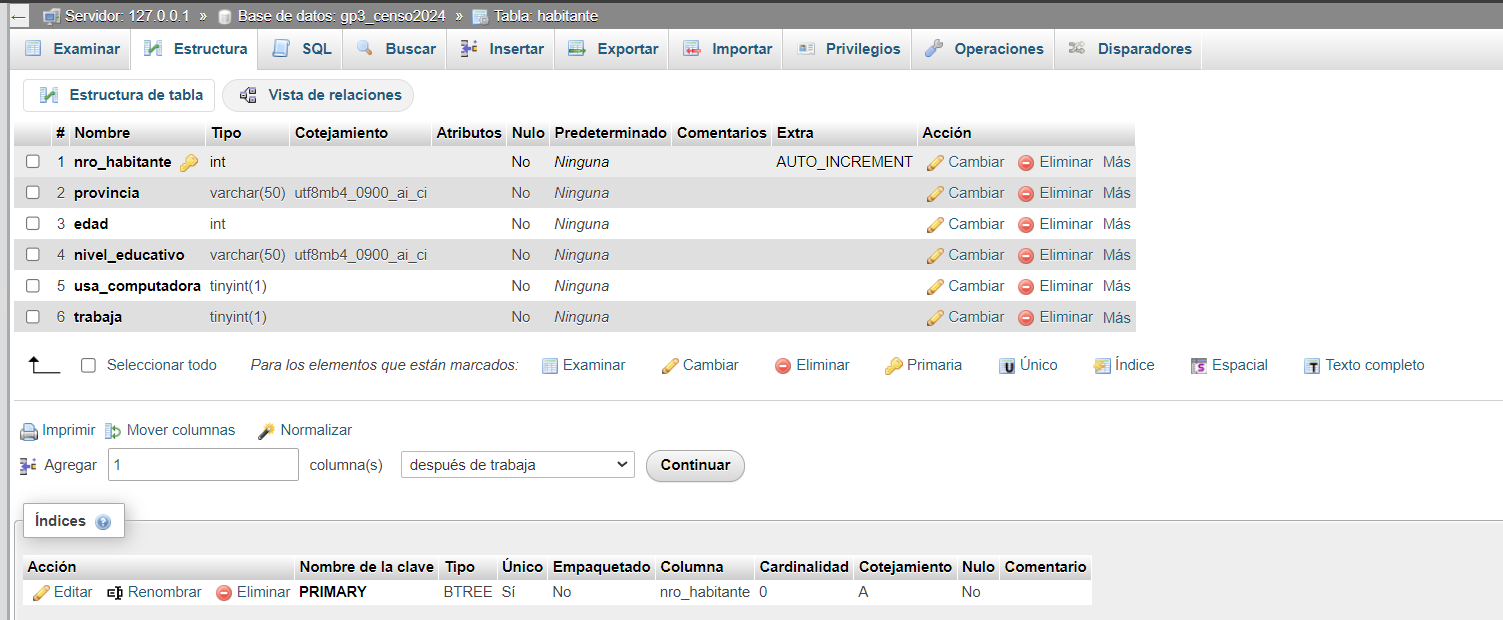 Servidor: 127.0.0.1 » Base de datos: gp3_censo2024 » Tabla: habitante
Examinar Estructura SQL Buscar Insertar Exportar Importar Privilegios Operaciones Disparadores
Estructura de tabla Vista de relaciones
# Nombre Tipo Cotejamiento Atributos Nulo Predeterminado Comentarios Extra Acción
1 nro_habitante int No Ninguna AUTO_INCREMENT Cambiar Eliminar Más
2 provincia varchar(50) utf8mb4_0900_ai_ci No Ninguna Cambiar Eliminar Más
3 edad int No Ninguna Cambiar Eliminar Más
4 nivel_educativo varchar(50) utf8mb4_0900_ai_ci No Ninguna Cambiar Eliminar Más
5 usa_computadora tinyint(1) No Ninguna Cambiar Eliminar Más
6 trabaja tinyint(1) No Ninguna Cambiar Eliminar Más
Seleccionar todo Para los elementos que están marcados: Examinar Cambiar Eliminar Primaria Único Índice Espacial Texto completo
Imprimir Mover columnas Normalizar
Agregar 1 columna(s) después de trabaja Continuar
Índices
Acción Nombre de la clave Tipo Único Empaquetado Columna Cardinalidad Cotejamiento Nulo Comentario
Editar Renombrar Eliminar PRIMARY BTREE Sí No nro_habitante 0 A No